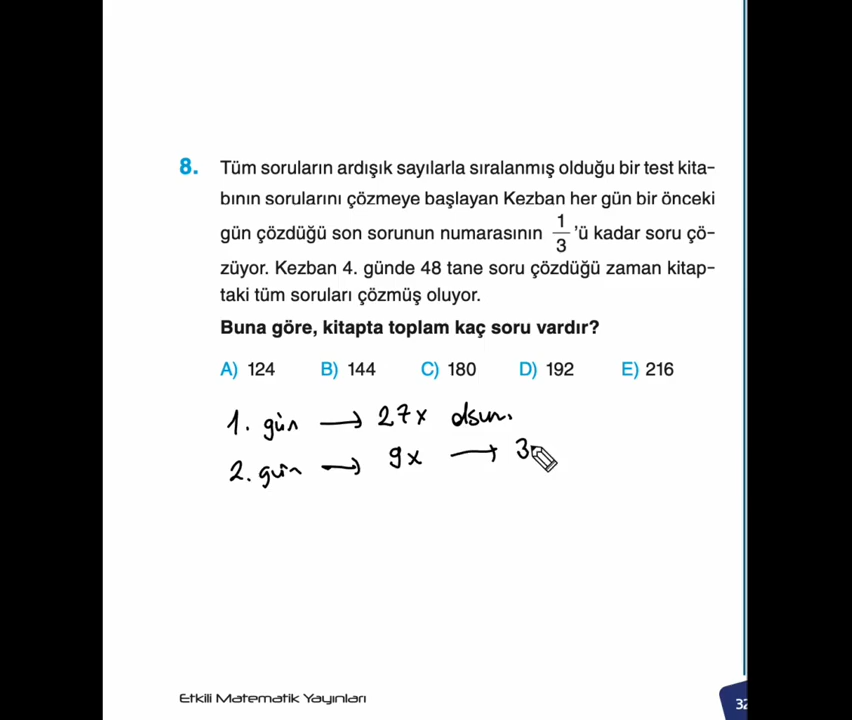 8. Tüm soruların ardışık sayılarla sıralanmış olduğu bir test kita-
bının sorularını çözmeye başlayan Kezban her gün bir önceki
gün çözdüğü son sorunun numarasının 1/3 'ü kadar soru çö-
züyor. Kezban 4. günde 48 tane soru çözdüğü zaman kitap-
taki tüm soruları çözmüş oluyor.
Buna göre, kitapta toplam kaç soru vardır?
A) 124 B) 144 C) 180 D) 192 E) 216
1. gün → 27x olsun.
2. gün → 9x → 3
Etkili Matematik Yayınları
32